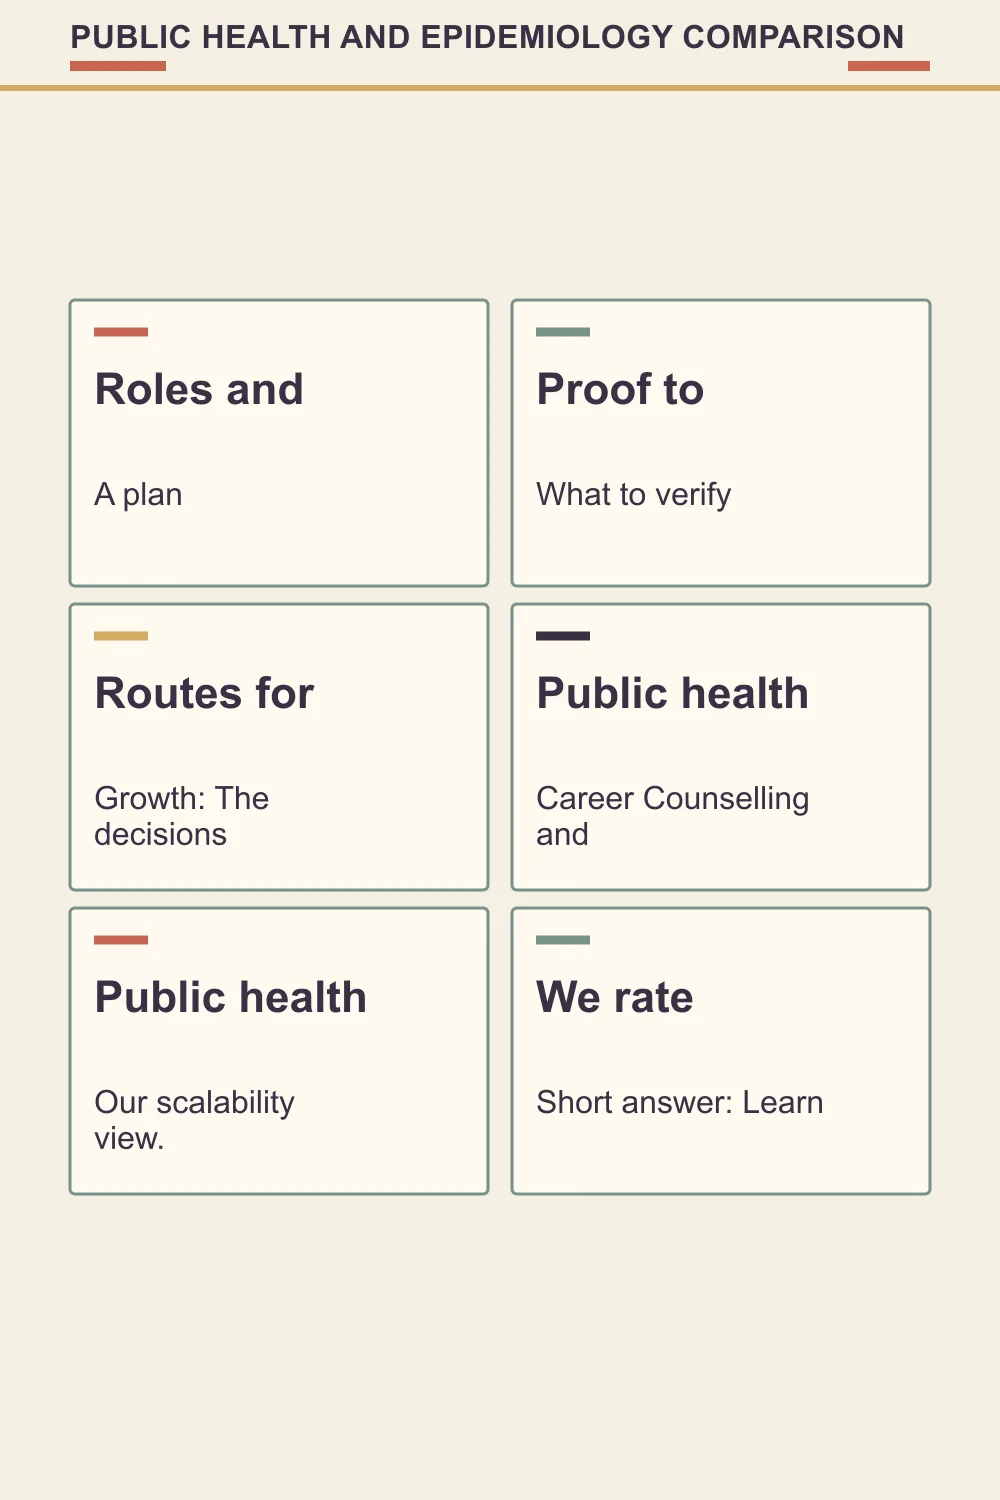 PUBLIC HEALTH AND EPIDEMIOLOGY COMPARISON
Roles and
A plan
Proof to
What to verify
Routes for
Growth: The
decisions
Public health
Career Counselling
and
Public health
Our scalability
view.
We rate
Short answer: Learn